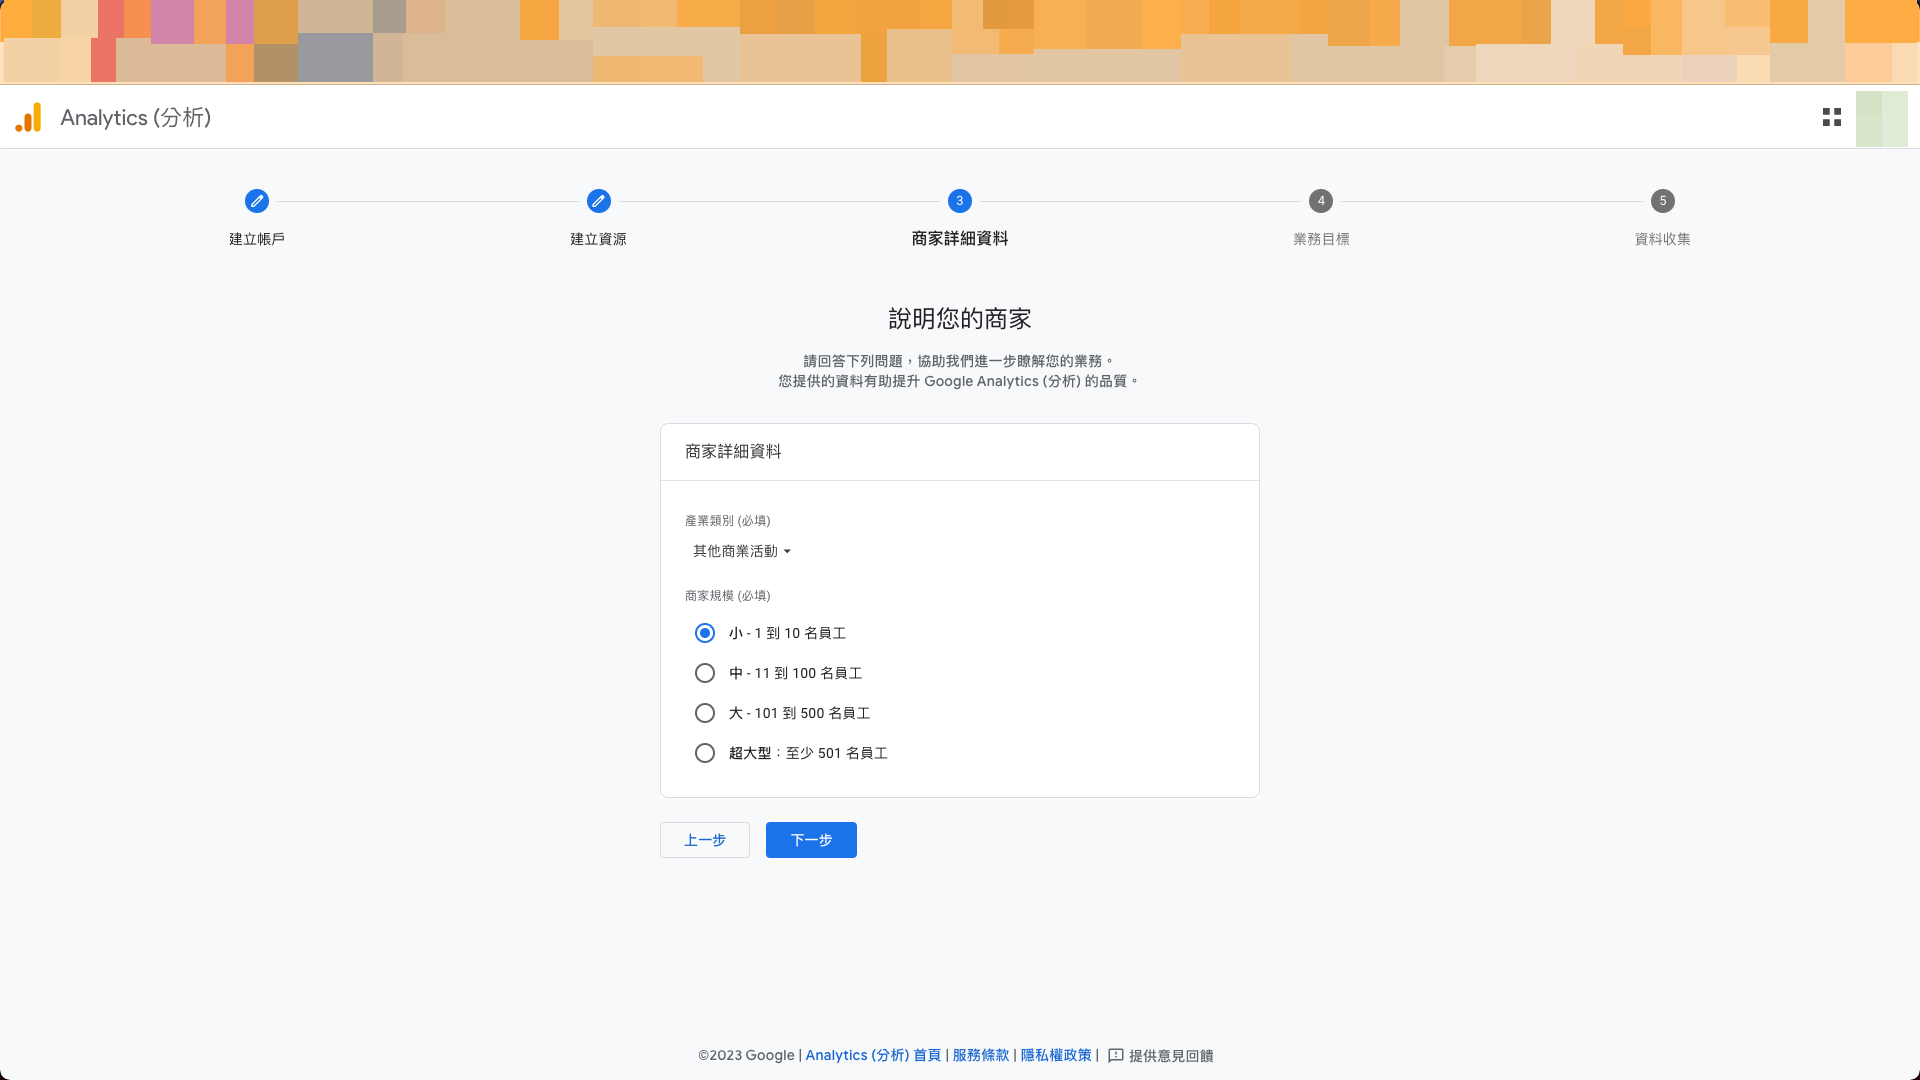 Analytics (分析)
3
4
5
建立帳戶
建立資源
商家詳細資料
業務目標
資料收集
說明您的商家
請回答下列問題，協助我們進一步瞭解您的業務。
您提供的資料有助提升 Google Analytics (分析) 的品質。
商家詳細資料
產業類別 (必填)
其他商業活動
商家規模 (必填)
小 - 1 到 10 名員工
中 - 11 到 100 名員工
大 - 101 到 500 名員工
超大型：至少 501 名員工
上一步
下一步
©2023 Google | Analytics (分析) 首頁 | 服務條款 | 隱私權政策 | 提供意見回饋